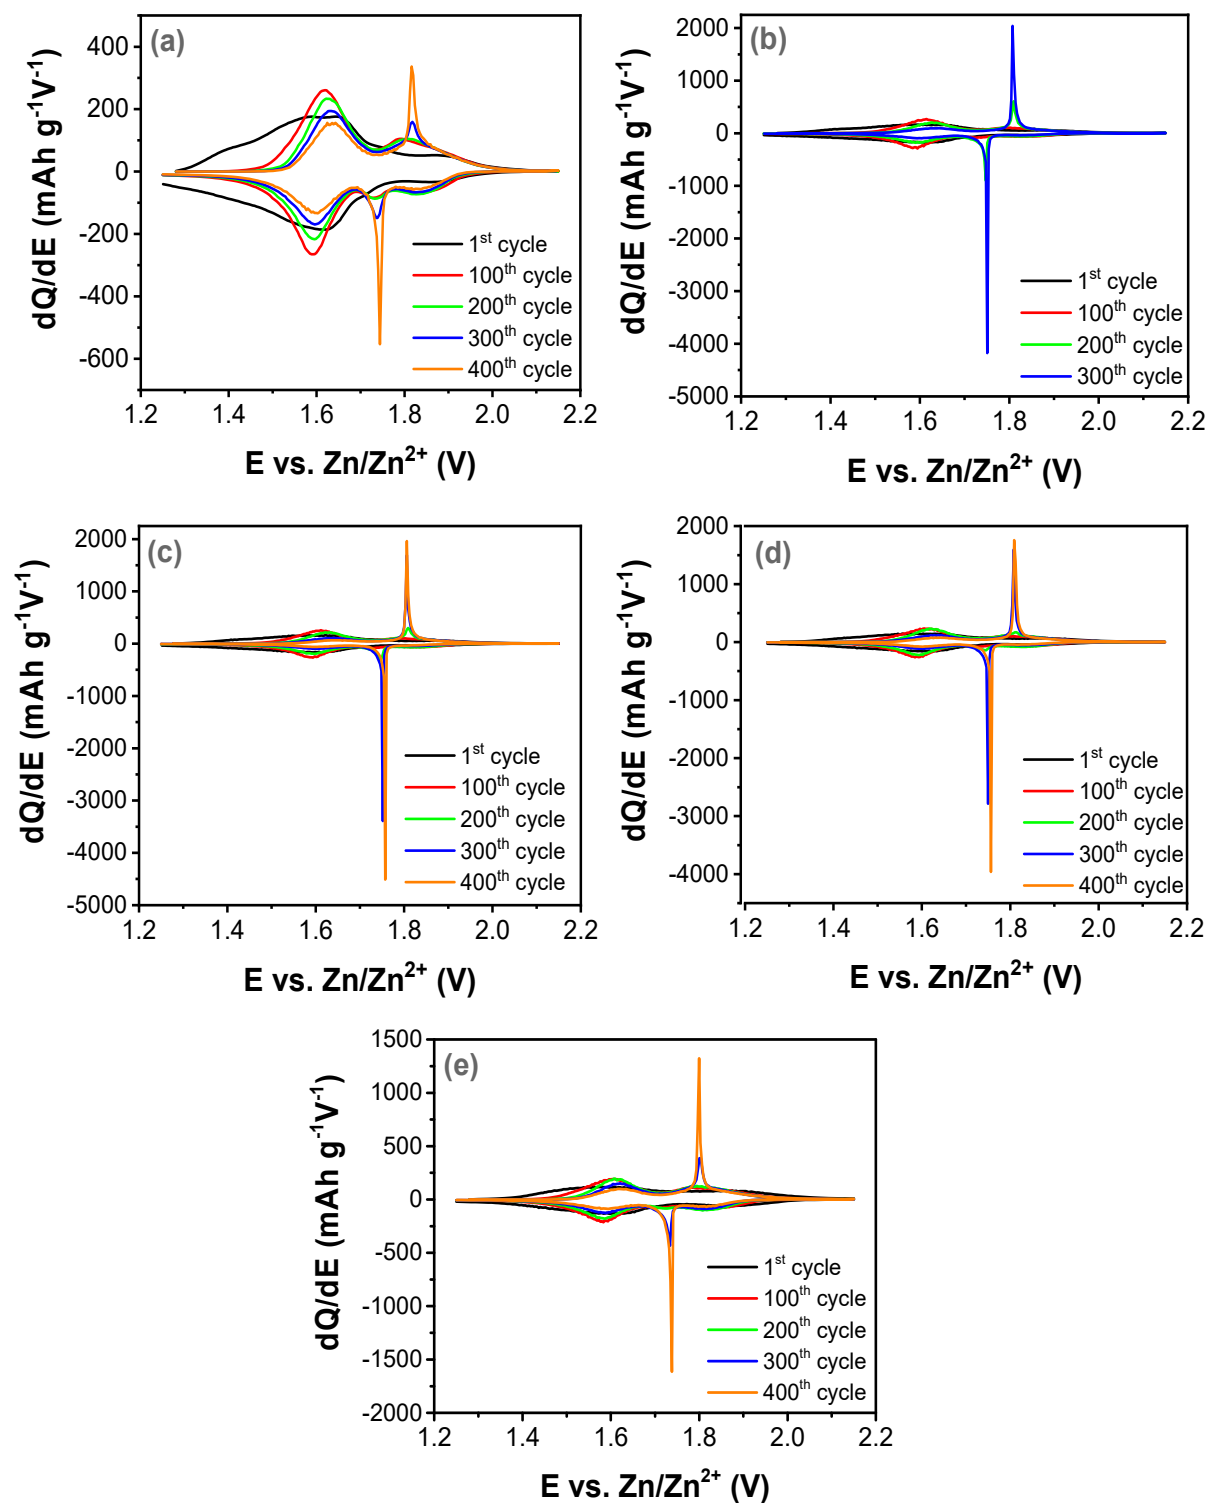 (a)
400
200
0
-200
-400
-600
dQ/dE (mAh g⁻¹V⁻¹)
1st cycle
100th cycle
200th cycle
300th cycle
400th cycle
1.2 1.4 1.6 1.8 2.0 2.2
E vs. Zn/Zn²⁺ (V)
(b)
2000
1000
0
-1000
-2000
-3000
-4000
-5000
dQ/dE (mAh g⁻¹V⁻¹)
1st cycle
100th cycle
200th cycle
300th cycle
1.2 1.4 1.6 1.8 2.0 2.2
E vs. Zn/Zn²⁺ (V)
(c)
2000
1000
0
-1000
-2000
-3000
-4000
-5000
dQ/dE (mAh g⁻¹V⁻¹)
1st cycle
100th cycle
200th cycle
300th cycle
400th cycle
1.2 1.4 1.6 1.8 2.0 2.2
E vs. Zn/Zn²⁺ (V)
(d)
2000
1000
0
-1000
-2000
-3000
-4000
dQ/dE (mAh g⁻¹V⁻¹)
1st cycle
100th cycle
200th cycle
300th cycle
400th cycle
1.2 1.4 1.6 1.8 2.0 2.2
E vs. Zn/Zn²⁺ (V)
(e)
1500
1000
500
0
-500
-1000
-1500
-2000
dQ/dE (mAh g⁻¹V⁻¹)
1st cycle
100th cycle
200th cycle
300th cycle
400th cycle
1.2 1.4 1.6 1.8 2.0 2.2
E vs. Zn/Zn²⁺ (V)